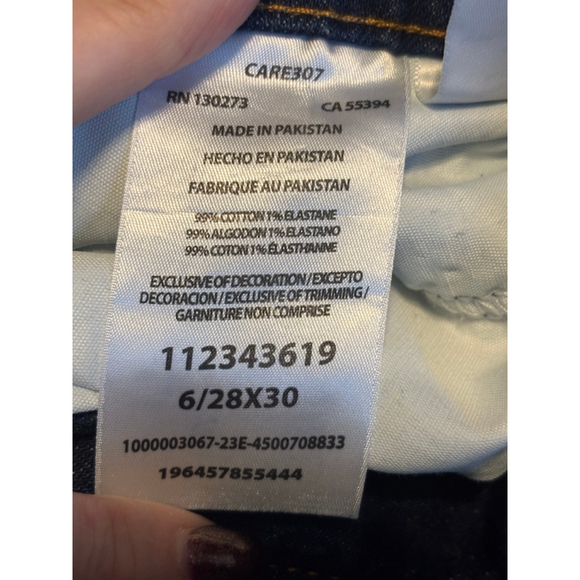 CARE307
RN 130273 CA 55394
MADE IN PAKISTAN
HECHO EN PAKISTAN
FABRIQUE AU PAKISTAN
99% COTTON 1% ELASTANE
99% ALGODON 1% ELASTANO
99% COTON 1% ÉLASTHANNE
EXCLUSIVE OF DECORATION/EXCEPTO
DECORACION/EXCLUSIVE OF TRIMMING/
GARNITURE NON COMPRISE
112343619
6/28X30
1000003067-23E-4500708833
196457855444